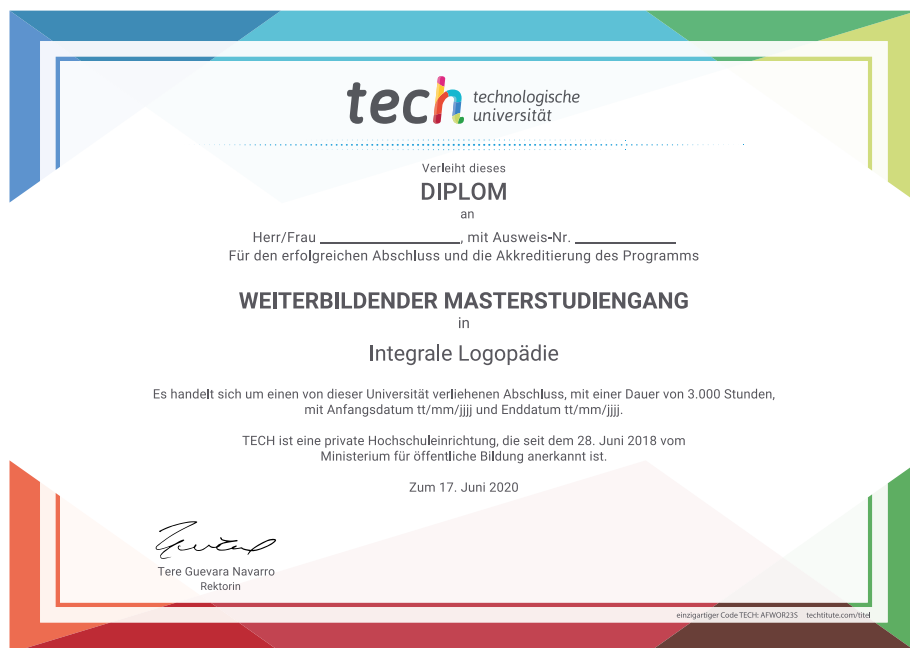 tech technologische
universität
Verleiht dieses
DIPLOM
an
Herr/Frau ____________________, mit Ausweis-Nr. ______________
Für den erfolgreichen Abschluss und die Akkreditierung des Programms
WEITERBILDENDER MASTERSTUDIENGANG
in
Integrale Logopädie
Es handelt sich um einen von dieser Universität verliehenen Abschluss, mit einer Dauer von 3.000 Stunden,
mit Anfangsdatum tt/mm/jjjj und Enddatum tt/mm/jjjj.
TECH ist eine private Hochschuleinrichtung, die seit dem 28. Juni 2018 vom
Ministerium für öffentliche Bildung anerkannt ist.
Zum 17. Juni 2020
Tere Guevara Navarro
Rektorin
einzigartiger Code TECH: AFWOR23S techtitute.com/titel